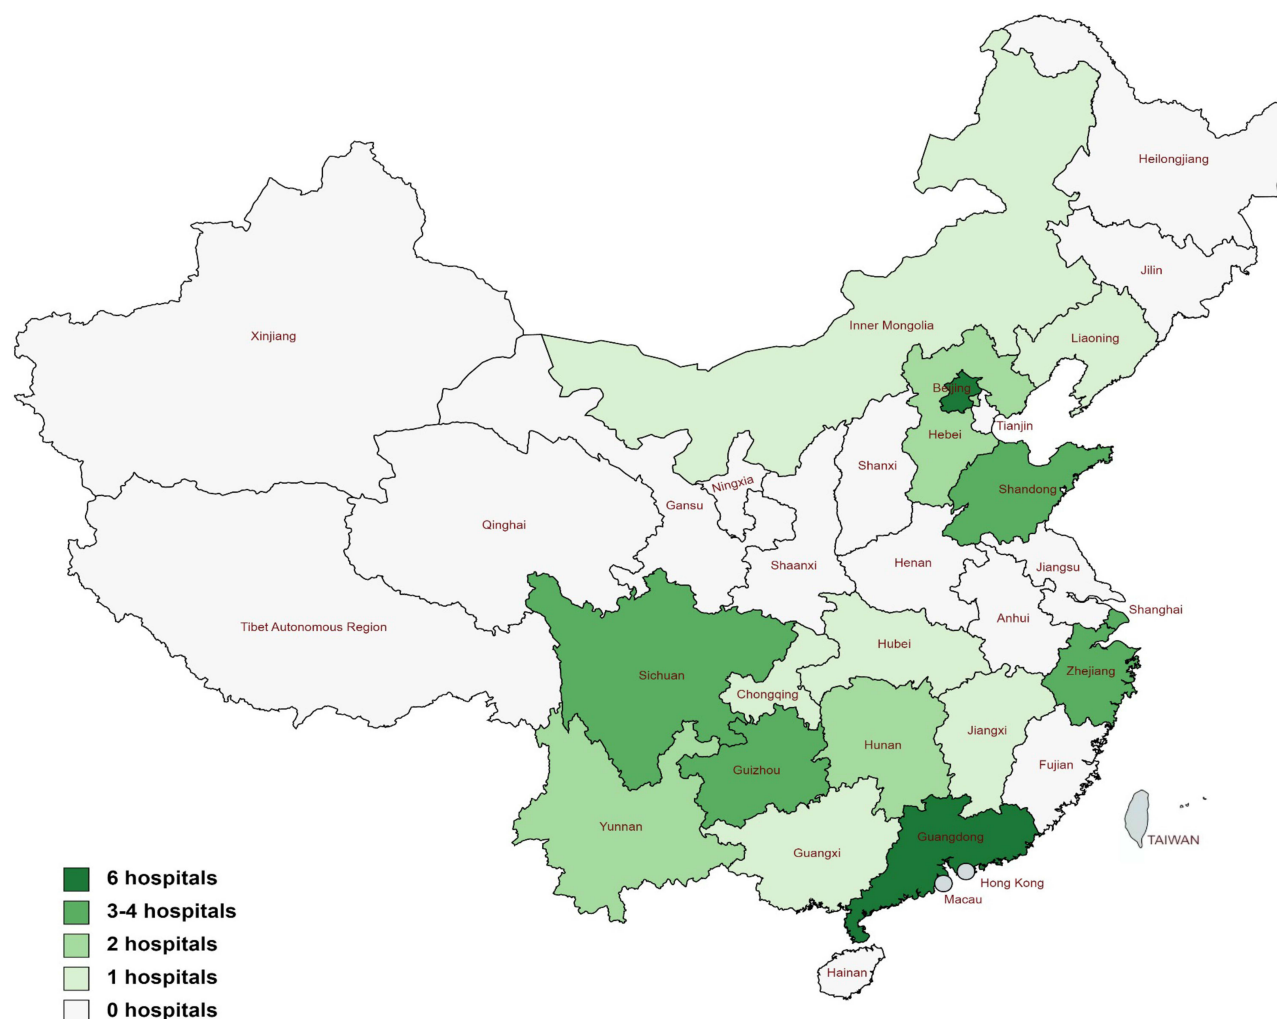 Heilongjiang
Jilin
Xinjiang
Inner Mongolia
Liaoning
Beijing
Tianjin
Hebei
Shanxi
Ningxia
Shandong
Gansu
Qinghai
Shaanxi
Henan
Jiangsu
Shanghai
Tibet Autonomous Region
Anhui
Hubei
Sichuan
Zhejiang
Chongqing
Jiangxi
Hunan
Fujian
Guizhou
Yunnan
Guangdong
TAIWAN
Guangxi
Hong Kong
Macau
Hainan
6 hospitals
3-4 hospitals
2 hospitals
1 hospitals
0 hospitals